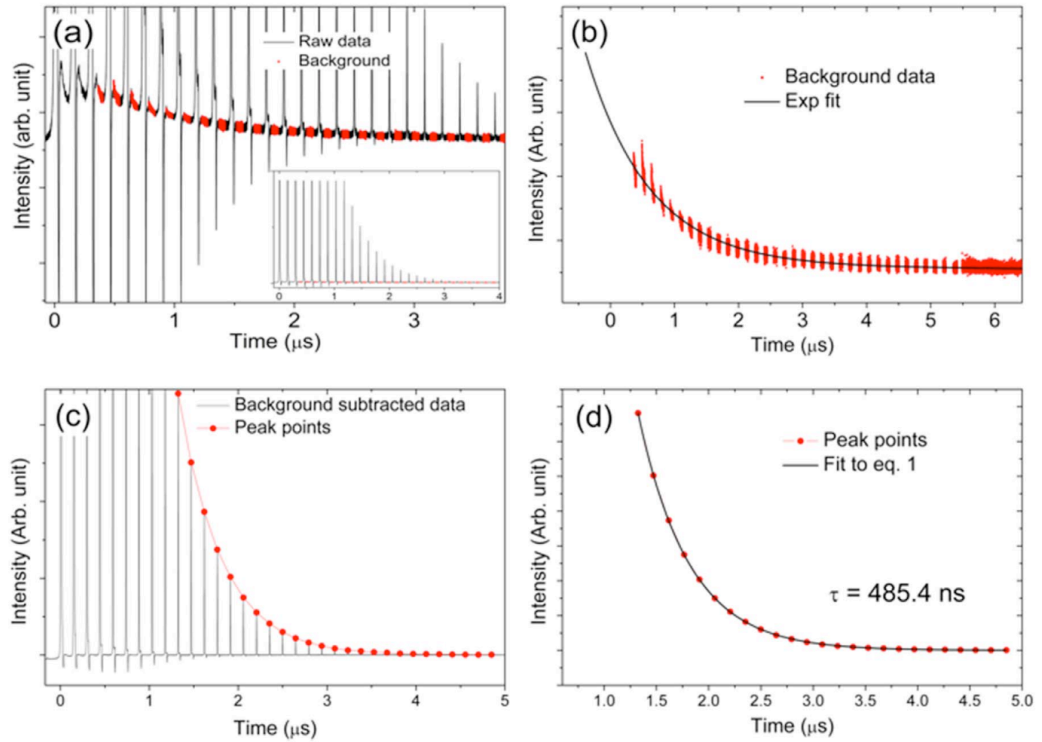 (a)
Raw data
Background
Intensity (arb. unit)
0 1 2 3 4
0 1 2 3
Time (μs)
(b)
Background data
Exp fit
Intensity (Arb. unit)
0 1 2 3 4 5 6
Time (μs)
(c)
Background subtracted data
Peak points
Intensity (Arb. unit)
0 1 2 3 4 5
Time (μs)
(d)
Peak points
Fit to eq. 1
τ = 485.4 ns
Intensity (Arb. unit)
1.0 1.5 2.0 2.5 3.0 3.5 4.0 4.5 5.0
Time (μs)